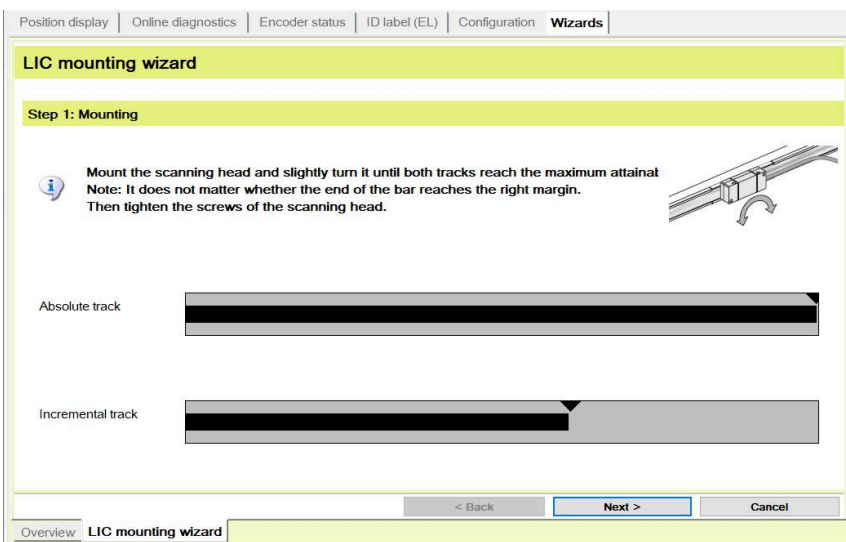 Position display Online diagnostics Encoder status ID label (EL) Configuration Wizards
LIC mounting wizard
Step 1: Mounting
Mount the scanning head and slightly turn it until both tracks reach the maximum
Note: It does not matter whether the end of the bar reaches the right margin.
Then tighten the screws of the scanning head.
Absolute track
Incremental track
< Back Next > Cancel
Overview LIC mounting wizard